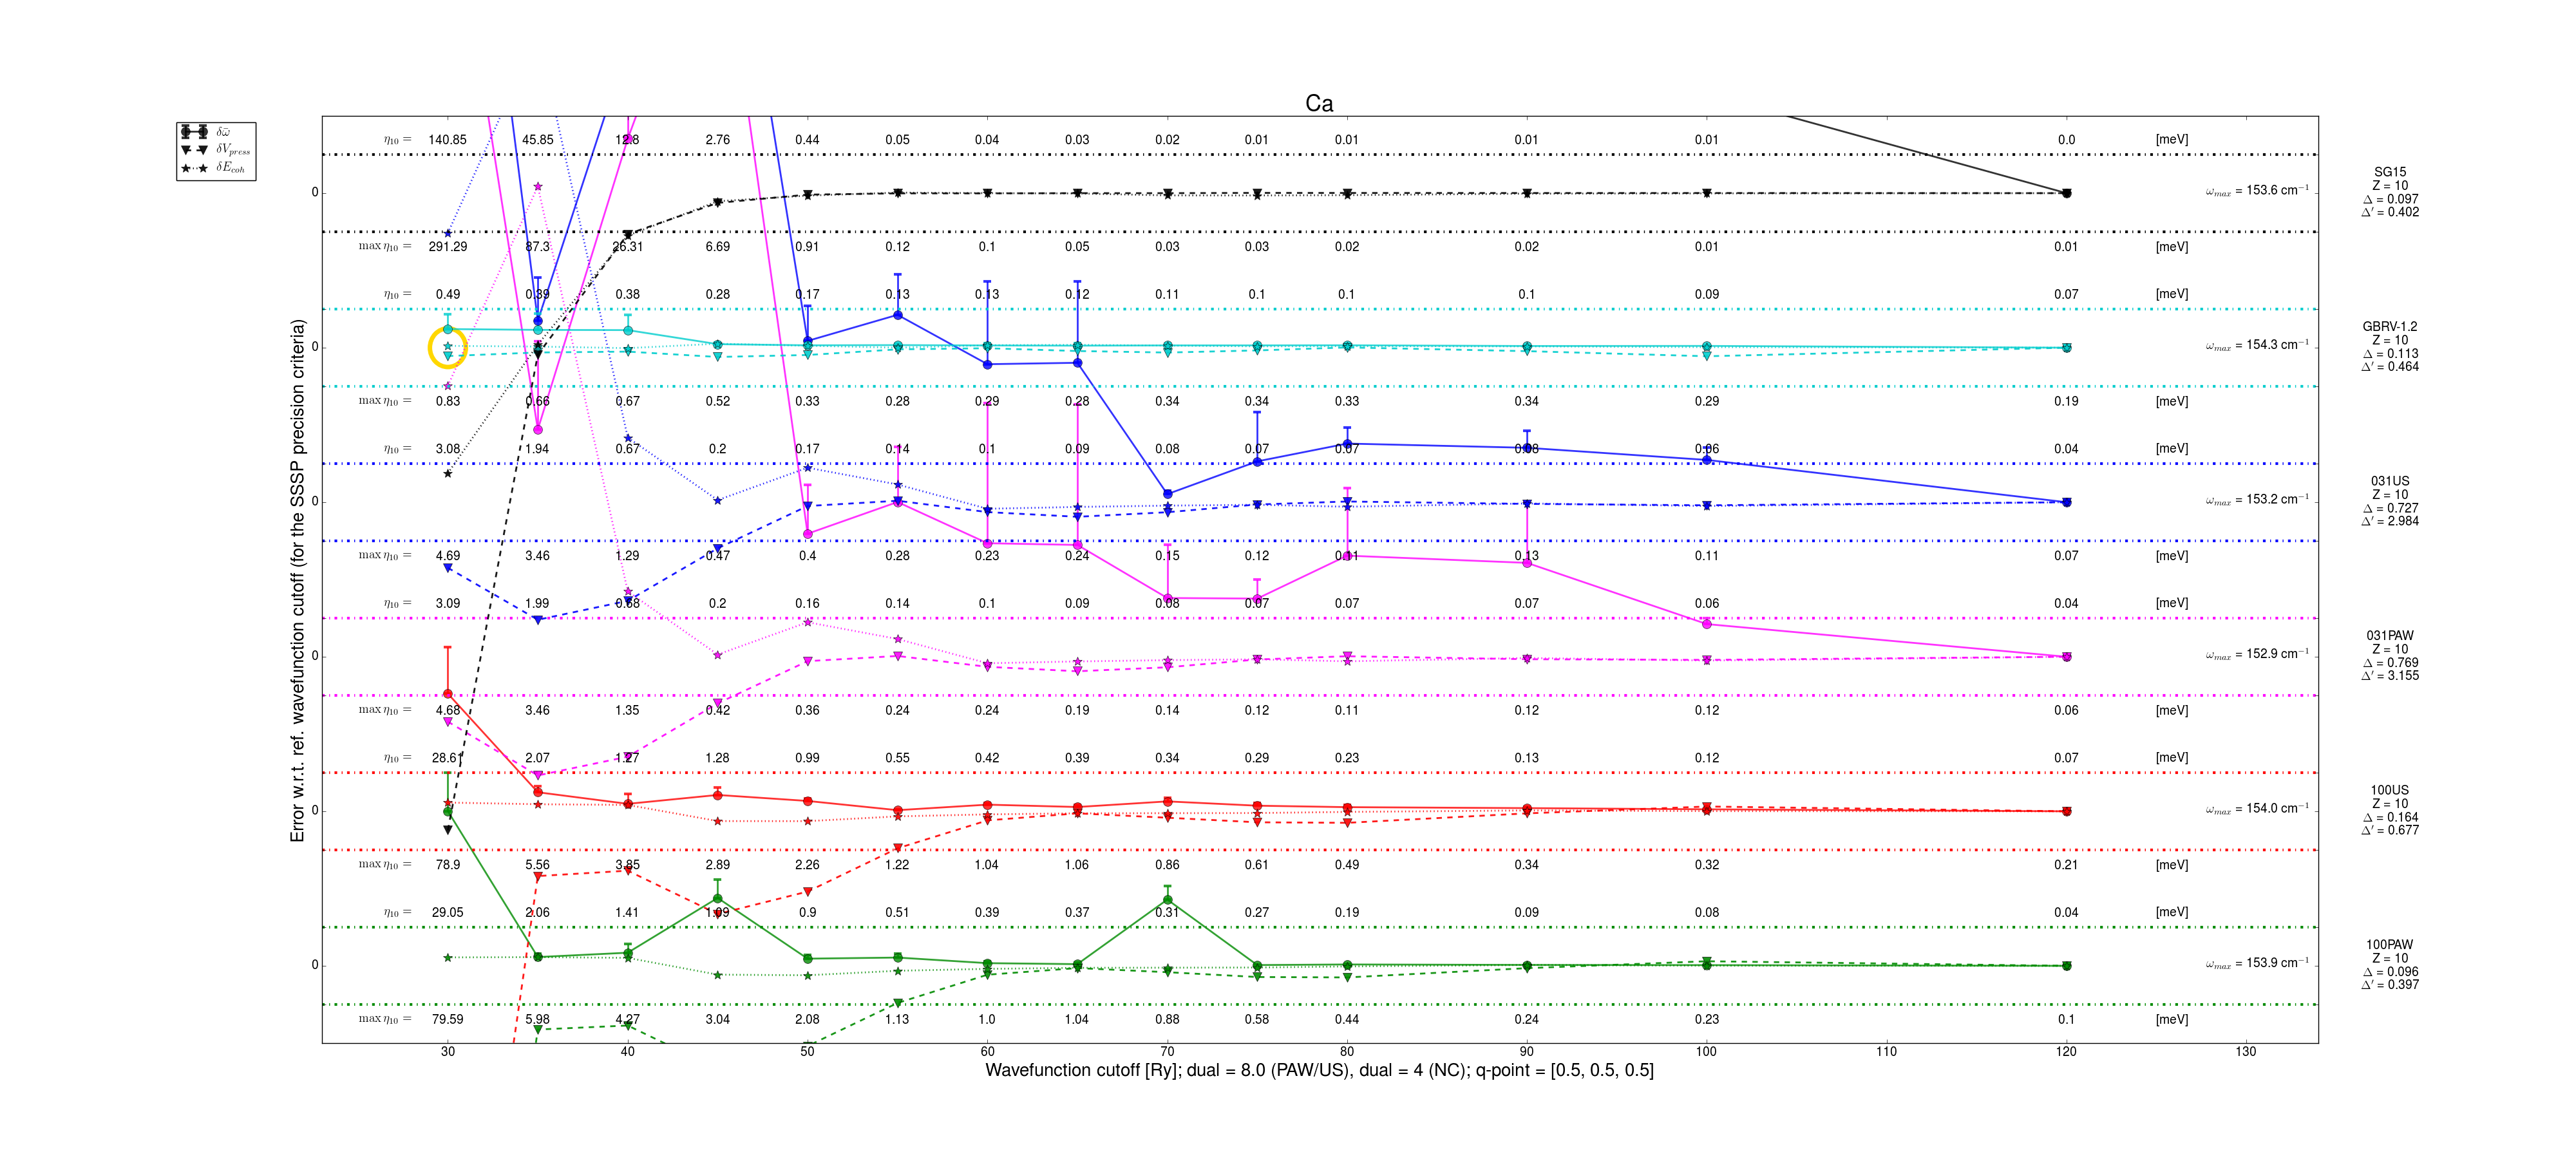 Ca
δω̄
δV_press
δE_coh
Error w.r.t. ref. wavefunction cutoff (for the SSSP precision criteria)
η₁₀ = 140.85 45.85 12.8 2.76 0.44 0.05 0.04 0.03 0.02 0.01 0.01 0.01 0.01 0.0 [meV]
0 ω_max = 153.6 cm⁻¹
SG15
Z = 10
Δ = 0.097
Δ′ = 0.402
max η₁₀ = 291.29 87.3 26.31 6.69 0.91 0.12 0.1 0.05 0.03 0.03 0.02 0.02 0.01 0.01 [meV]
η₁₀ = 0.49 0.39 0.38 0.28 0.17 0.13 0.13 0.12 0.11 0.1 0.1 0.1 0.09 0.07 [meV]
0 ω_max = 154.3 cm⁻¹
GBRV-1.2
Z = 10
Δ = 0.113
Δ′ = 0.464
max η₁₀ = 0.83 0.66 0.67 0.52 0.33 0.28 0.29 0.28 0.34 0.34 0.33 0.34 0.29 0.19 [meV]
η₁₀ = 3.08 1.94 0.67 0.2 0.17 0.14 0.1 0.09 0.08 0.07 0.07 0.08 0.06 0.04 [meV]
0 ω_max = 153.2 cm⁻¹
031US
Z = 10
Δ = 0.727
Δ′ = 2.984
max η₁₀ = 4.69 3.46 1.29 0.47 0.4 0.28 0.23 0.24 0.15 0.12 0.11 0.13 0.11 0.07 [meV]
η₁₀ = 3.09 1.99 0.68 0.2 0.16 0.14 0.1 0.09 0.08 0.07 0.07 0.07 0.06 0.04 [meV]
0 ω_max = 152.9 cm⁻¹
031PAW
Z = 10
Δ = 0.769
Δ′ = 3.155
max η₁₀ = 4.68 3.46 1.35 0.42 0.36 0.24 0.24 0.19 0.14 0.12 0.11 0.12 0.12 0.06 [meV]
η₁₀ = 28.61 2.07 1.27 1.28 0.99 0.55 0.42 0.39 0.34 0.29 0.23 0.13 0.12 0.07 [meV]
0 ω_max = 154.0 cm⁻¹
100US
Z = 10
Δ = 0.164
Δ′ = 0.677
max η₁₀ = 78.9 5.56 3.85 2.89 2.26 1.22 1.04 1.06 0.86 0.61 0.49 0.34 0.32 0.21 [meV]
η₁₀ = 29.05 2.06 1.41 1.09 0.9 0.51 0.39 0.37 0.31 0.27 0.19 0.09 0.08 0.04 [meV]
0 ω_max = 153.9 cm⁻¹
100PAW
Z = 10
Δ = 0.096
Δ′ = 0.397
max η₁₀ = 79.59 5.98 4.27 3.04 2.08 1.13 1.0 1.04 0.88 0.58 0.44 0.24 0.23 0.1 [meV]
30 40 50 60 70 80 90 100 110 120 130
Wavefunction cutoff [Ry]; dual = 8.0 (PAW/US), dual = 4 (NC); q-point = [0.5, 0.5, 0.5]